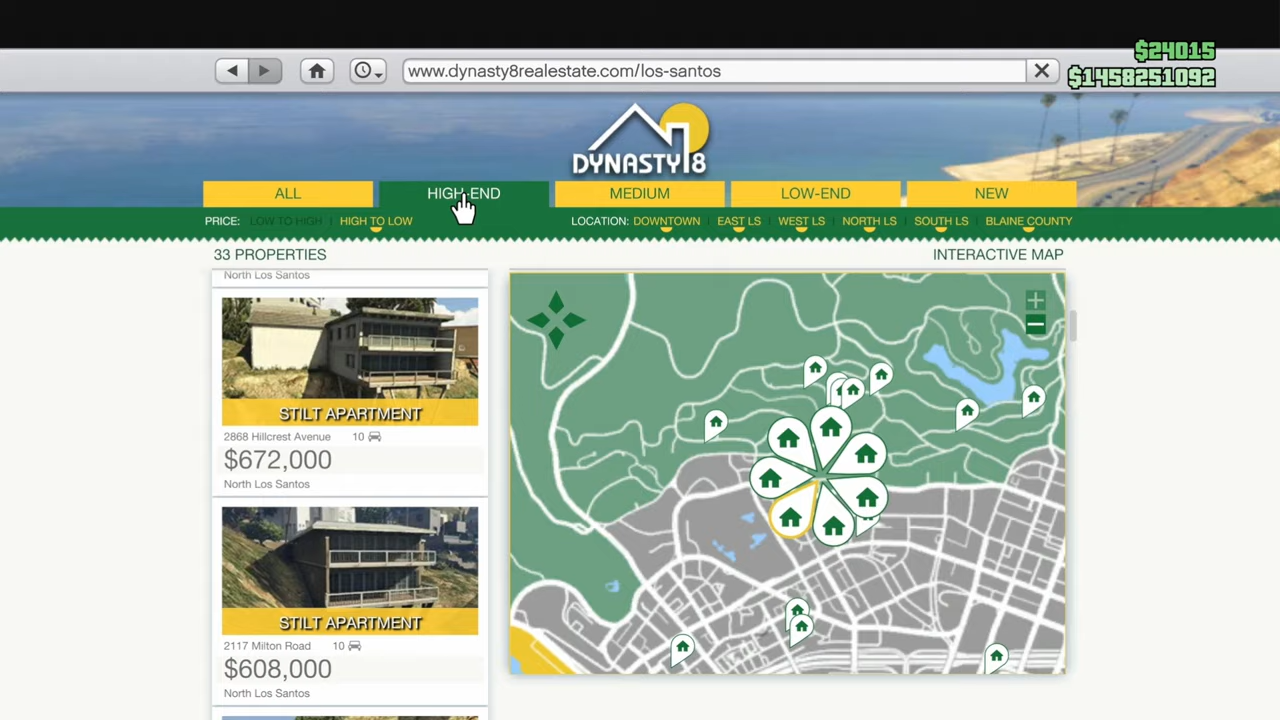 $24015
www.dynasty8realestate.com/los-santos
$1458251092
DYNASTY 8
ALL
HIGH-END
MEDIUM
LOW-END
NEW
PRICE: LOW TO HIGH | HIGH TO LOW
LOCATION: DOWNTOWN | EAST LS | WEST LS | NORTH LS | SOUTH LS | BLAINE COUNTY
33 PROPERTIES
INTERACTIVE MAP
North Los Santos
STILT APARTMENT
2868 Hillcrest Avenue 10
$672,000
North Los Santos
STILT APARTMENT
2117 Milton Road 10
$608,000
North Los Santos